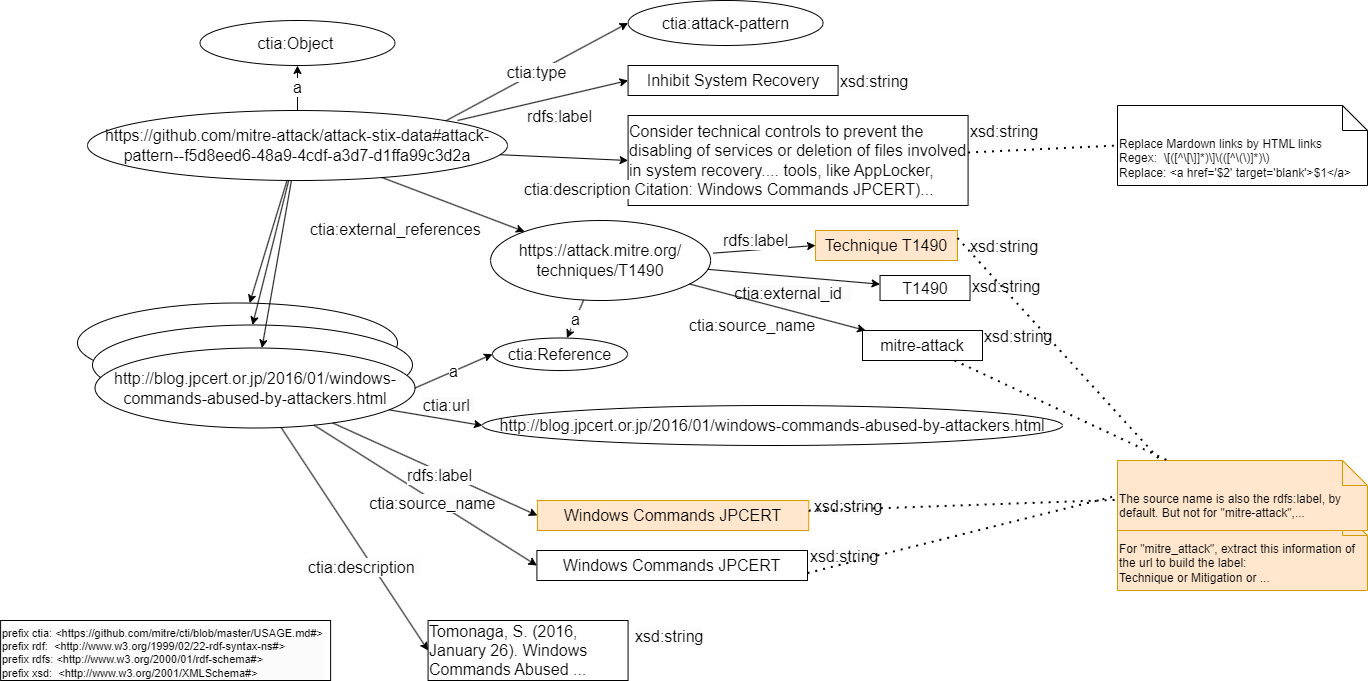 ctia:Object
ctia:attack-pattern
ctia:type
a
Inhibit System Recovery
xsd:string
rdfs:label
https://github.com/mitre-attack/attack-stix-data#attack-
pattern--f5d8eed6-48a9-4cdf-a3d7-d1ffa99c3d2a
Consider technical controls to prevent the
disabling of services or deletion of files involved
in system recovery.... tools, like AppLocker,
ctia:description Citation: Windows Commands JPCERT)...
xsd:string
Replace Mardown links by HTML links
Regex:  \[([^\[\]]*)\]\(([^\(\)]*)\)
Replace: <a href='$2' target='blank'>$1</a>
ctia:external_references
https://attack.mitre.org/
techniques/T1490
rdfs:label
Technique T1490
xsd:string
ctia:external_id
T1490
xsd:string
ctia:source_name
mitre-attack
xsd:string
a
ctia:Reference
http://blog.jpcert.or.jp/2016/01/windows-
commands-abused-by-attackers.html
a
ctia:url
http://blog.jpcert.or.jp/2016/01/windows-commands-abused-by-attackers.html
rdfs:label
ctia:source_name
Windows Commands JPCERT
xsd:string
Windows Commands JPCERT
xsd:string
The source name is also the rdfs:label, by
default. But not for "mitre-attack",...
For "mitre_attack", extract this information of
the url to build the label:
Technique or Mitigation or ...
ctia:description
Tomonaga, S. (2016,
January 26). Windows
Commands Abused ...
xsd:string
prefix ctia: <https://github.com/mitre/cti/blob/master/USAGE.md#>
prefix rdf:  <http://www.w3.org/1999/02/22-rdf-syntax-ns#>
prefix rdfs: <http://www.w3.org/2000/01/rdf-schema#>
prefix xsd:  <http://www.w3.org/2001/XMLSchema#>